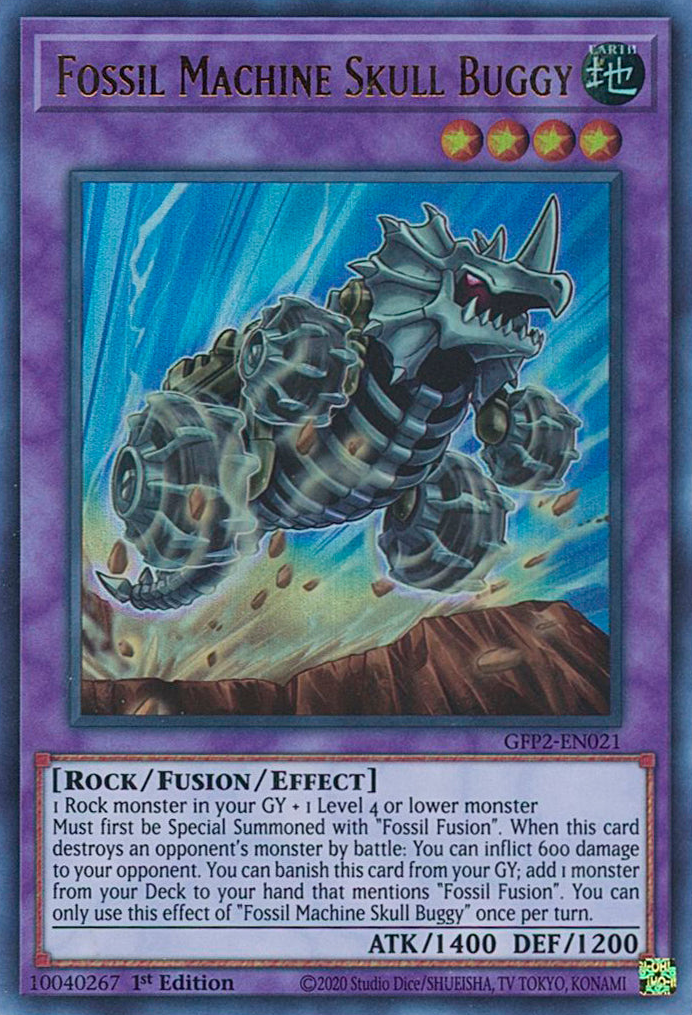 FOSSIL MACHINE SKULL BUGGY
EARTH
地
GFP2-EN021
[ROCK/FUSION/EFFECT]
1 Rock monster in your GY + 1 Level 4 or lower monster
Must first be Special Summoned with "Fossil Fusion". When this card
destroys an opponent's monster by battle: You can inflict 600 damage
to your opponent. You can banish this card from your GY; add 1 monster
from your Deck to your hand that mentions "Fossil Fusion". You can
only use this effect of "Fossil Machine Skull Buggy" once per turn.
ATK/1400 DEF/1200
10040267 1st Edition ©2020 Studio Dice/SHUEISHA, TV TOKYO, KONAMI